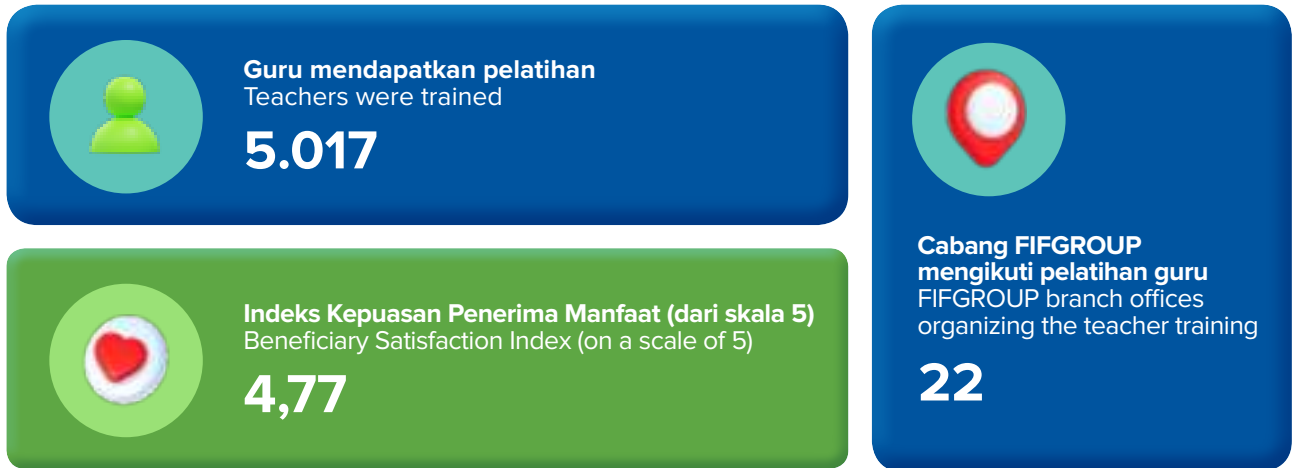 Guru mendapatkan pelatihan
Teachers were trained
5.017
Indeks Kepuasan Penerima Manfaat (dari skala 5)
Beneficiary Satisfaction Index (on a scale of 5)
4,77
Cabang FIFGROUP
mengikuti pelatihan guru
FIFGROUP branch offices
organizing the teacher training
22